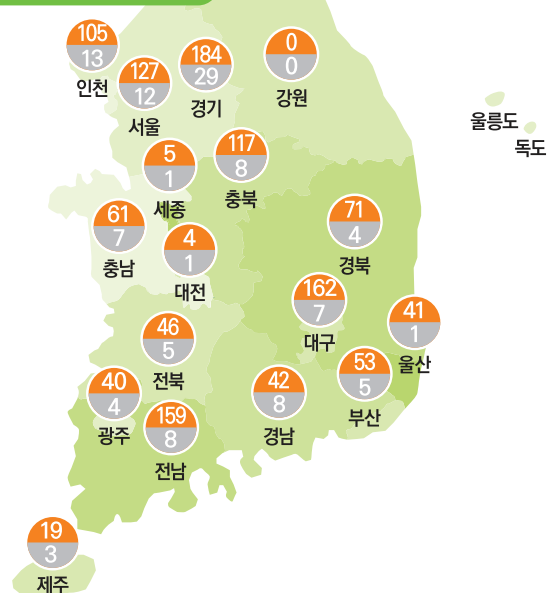 105
13
인천
127
12
서울
184
29
경기
0
0
강원
울릉도
독도
5
1
세종
117
8
충북
61
7
충남
4
1
대전
71
4
경북
162
7
대구
41
1
울산
46
5
전북
53
5
부산
40
4
광주
159
8
전남
42
8
경남
19
3
제주